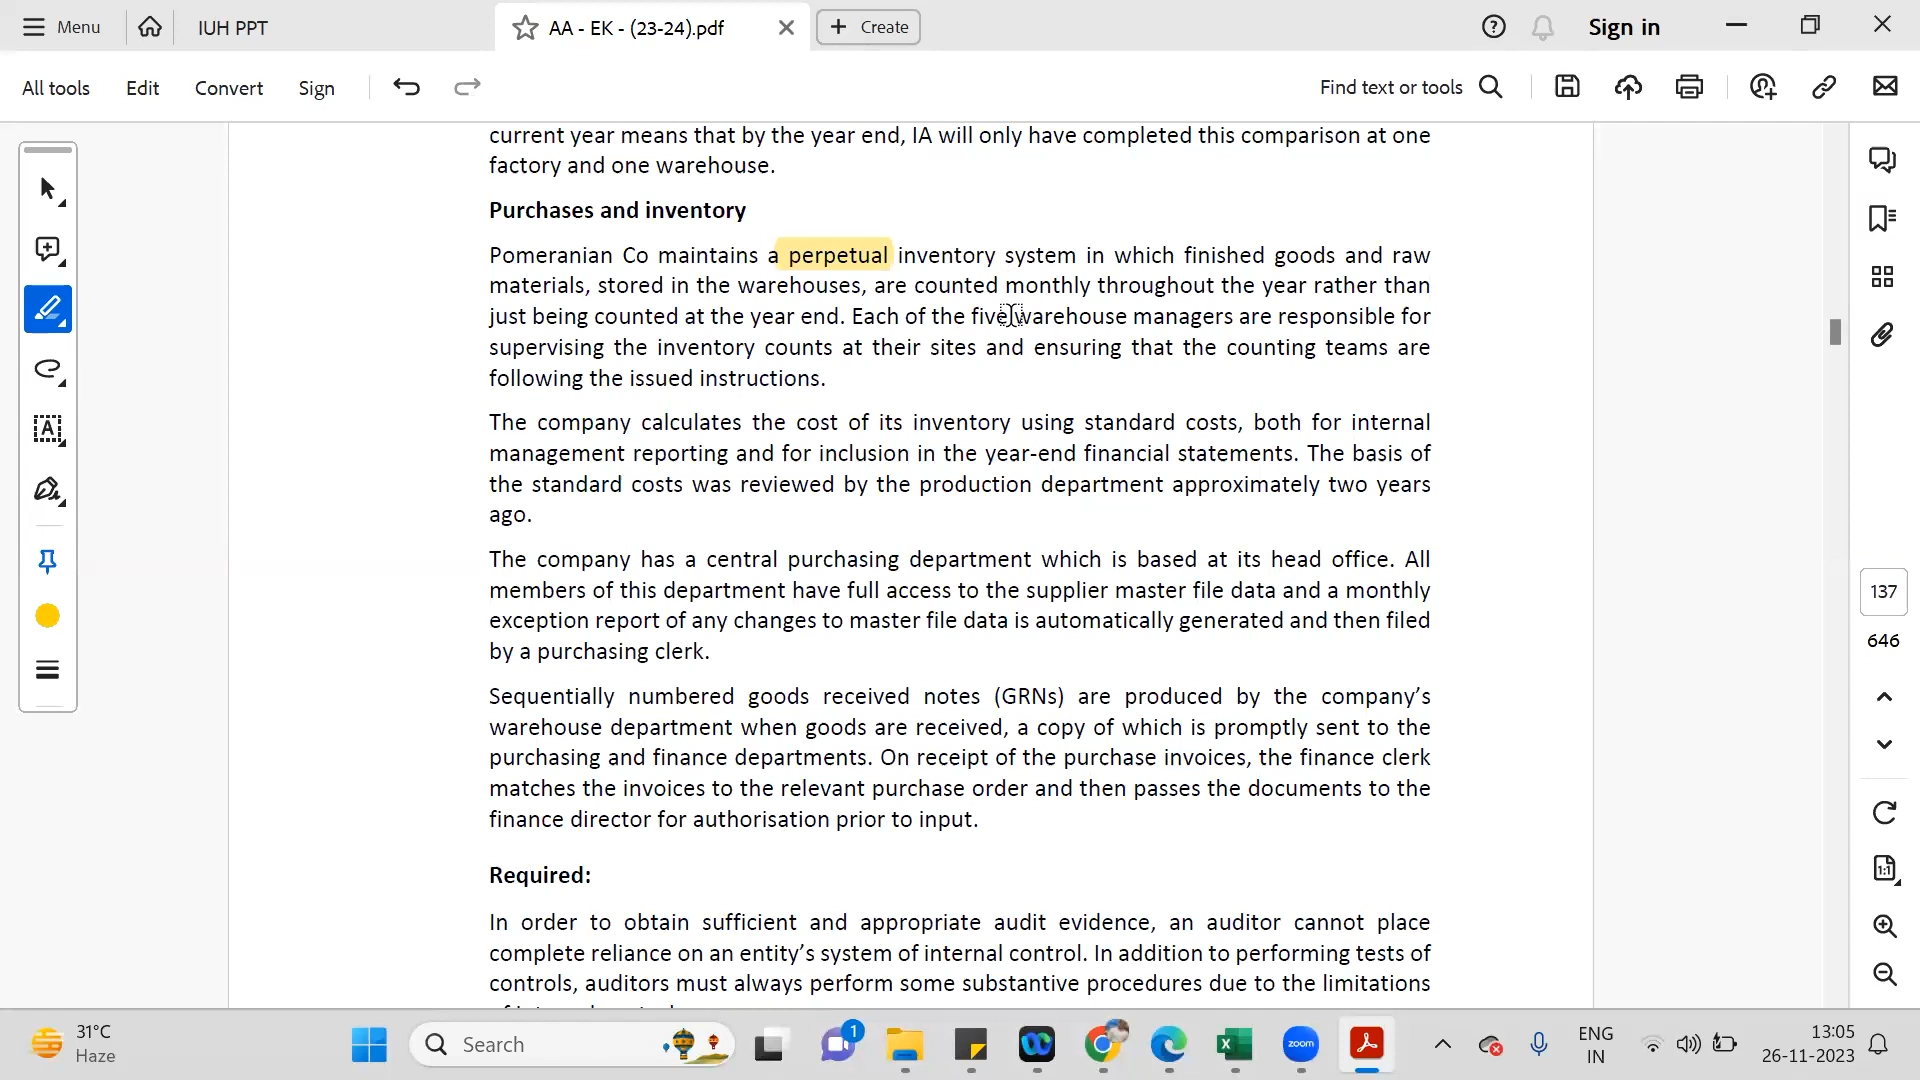 Menu
IUH PPT
AA - EK - (23-24).pdf
Create
Sign in
All tools
Edit
Convert
Sign
Find text or tools
current year means that by the year end, IA will only have completed this comparison at one
factory and one warehouse.
Purchases and inventory
Pomeranian Co maintains a perpetual inventory system in which finished goods and raw
materials, stored in the warehouses, are counted monthly throughout the year rather than
just being counted at the year end. Each of the five warehouse managers are responsible for
supervising the inventory counts at their sites and ensuring that the counting teams are
following the issued instructions.
The company calculates the cost of its inventory using standard costs, both for internal
management reporting and for inclusion in the year-end financial statements. The basis of
the standard costs was reviewed by the production department approximately two years
ago.
The company has a central purchasing department which is based at its head office. All
members of this department have full access to the supplier master file data and a monthly
exception report of any changes to master file data is automatically generated and then filed
by a purchasing clerk.
Sequentially numbered goods received notes (GRNs) are produced by the company’s
warehouse department when goods are received, a copy of which is promptly sent to the
purchasing and finance departments. On receipt of the purchase invoices, the finance clerk
matches the invoices to the relevant purchase order and then passes the documents to the
finance director for authorisation prior to input.
Required:
In order to obtain sufficient and appropriate audit evidence, an auditor cannot place
complete reliance on an entity’s system of internal control. In addition to performing tests of
controls, auditors must always perform some substantive procedures due to the limitations
137
646
1:1
31°C
Haze
Search
1
zoom
ENG
IN
13:05
26-11-2023